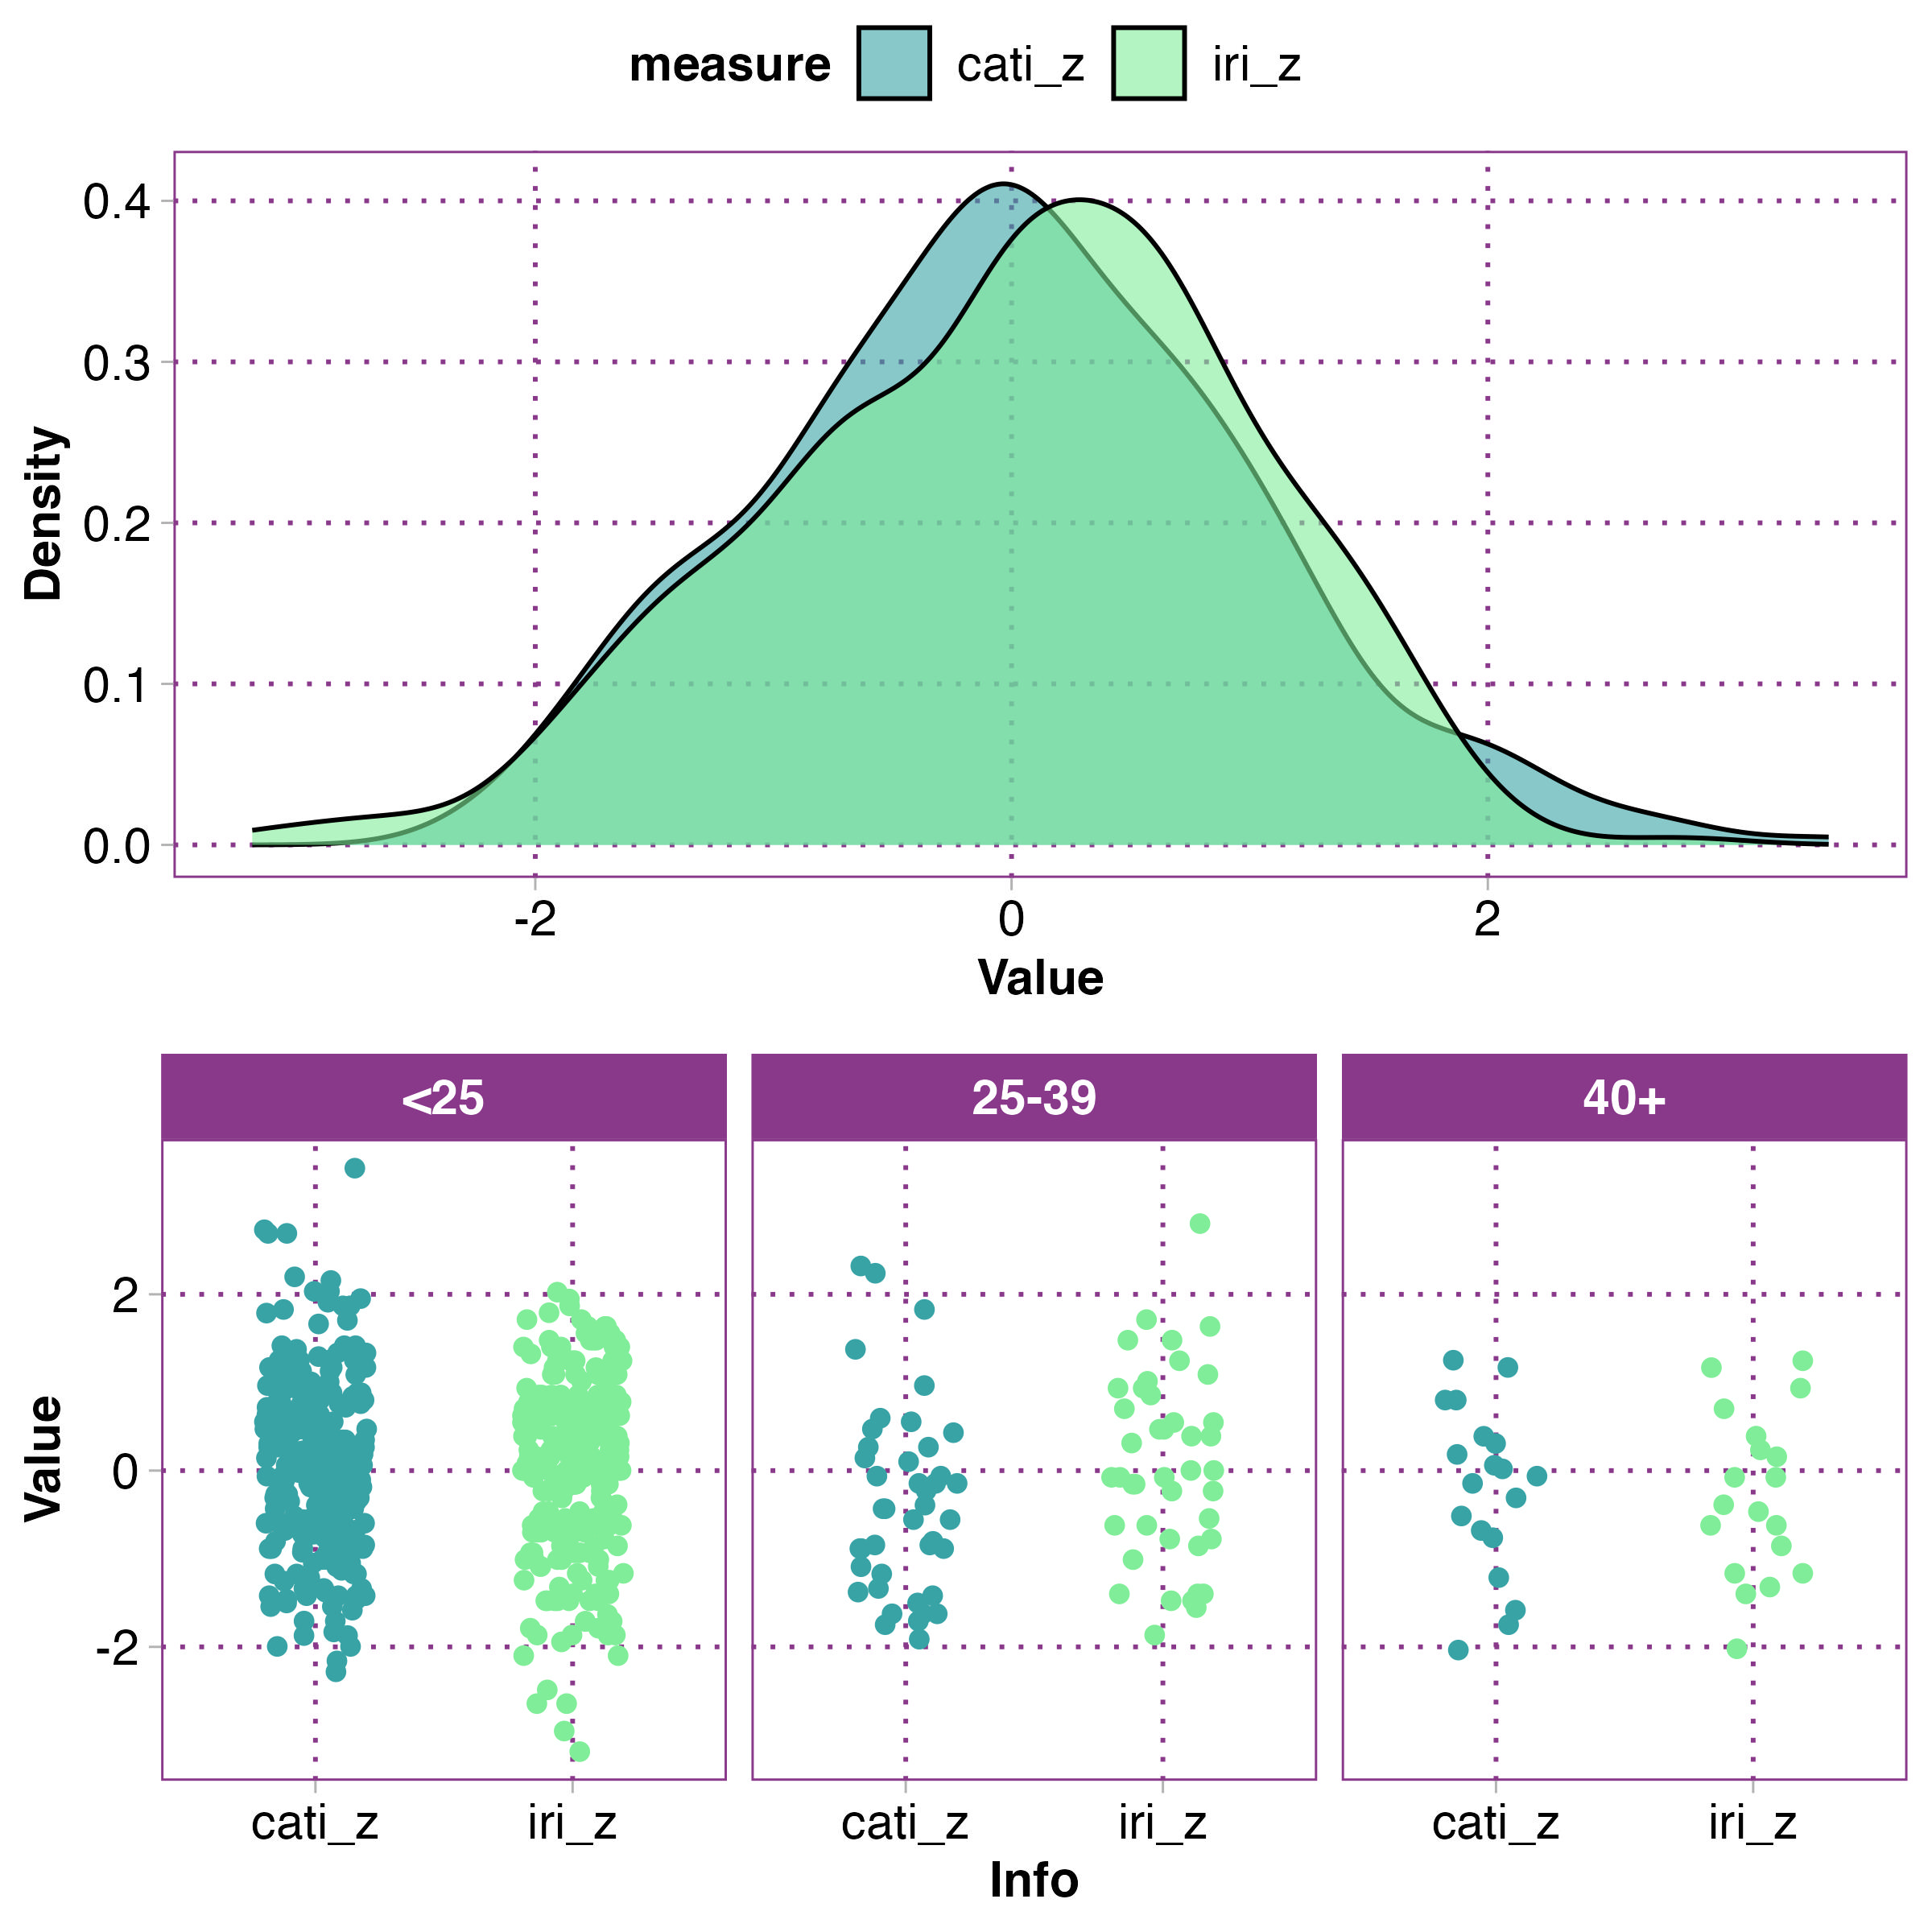 measure cati_z iri_z
0.4
0.3
0.2
0.1
0.0
Density
-2 0 2
Value
<25 25-39 40+
2
0
-2
Value
cati_z iri_z cati_z iri_z cati_z iri_z
Info